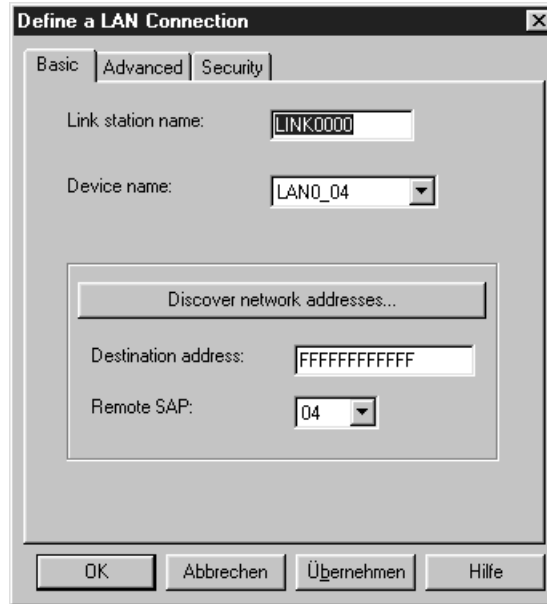 Define a LAN Connection
Basic Advanced Security
Link station name: LINK0000
Device name: LAN0_04
Discover network addresses...
Destination address: FFFFFFFFFFFF
Remote SAP: 04
OK Abbrechen Übernehmen Hilfe